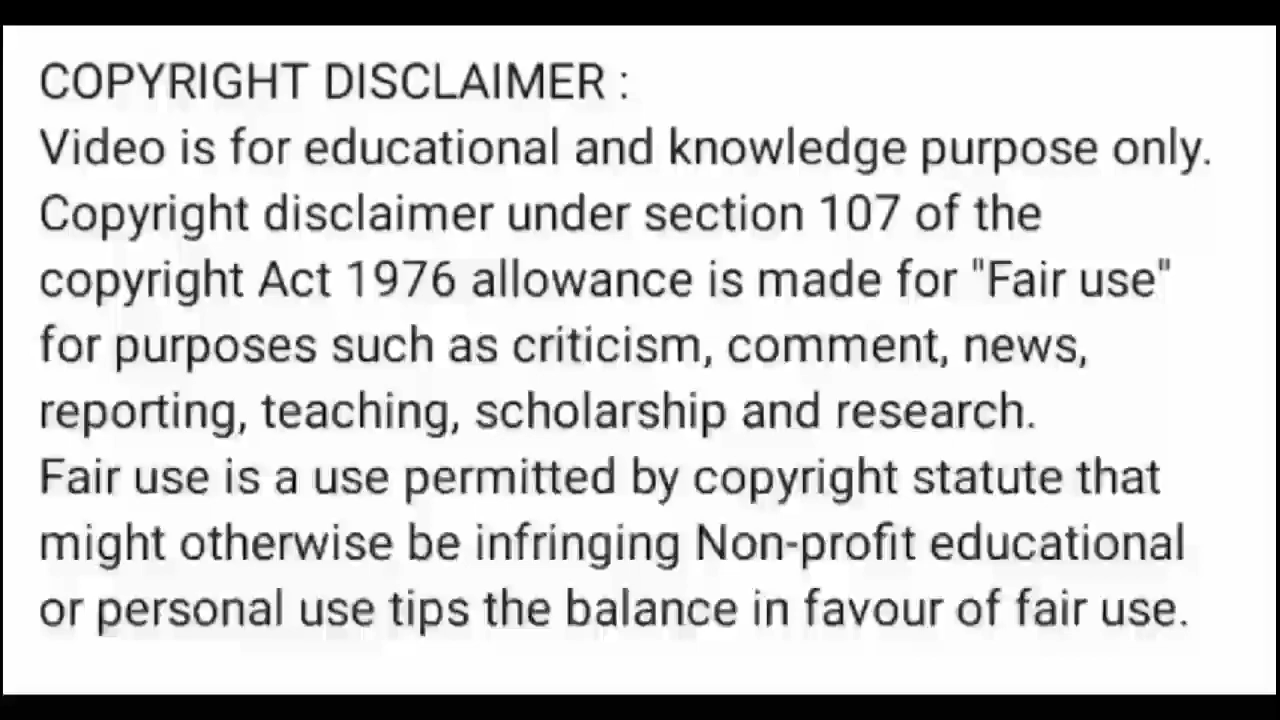 COPYRIGHT DISCLAIMER :
Video is for educational and knowledge purpose only.
Copyright disclaimer under section 107 of the
copyright Act 1976 allowance is made for "Fair use"
for purposes such as criticism, comment, news,
reporting, teaching, scholarship and research.
Fair use is a use permitted by copyright statute that
might otherwise be infringing Non-profit educational
or personal use tips the balance in favour of fair use.